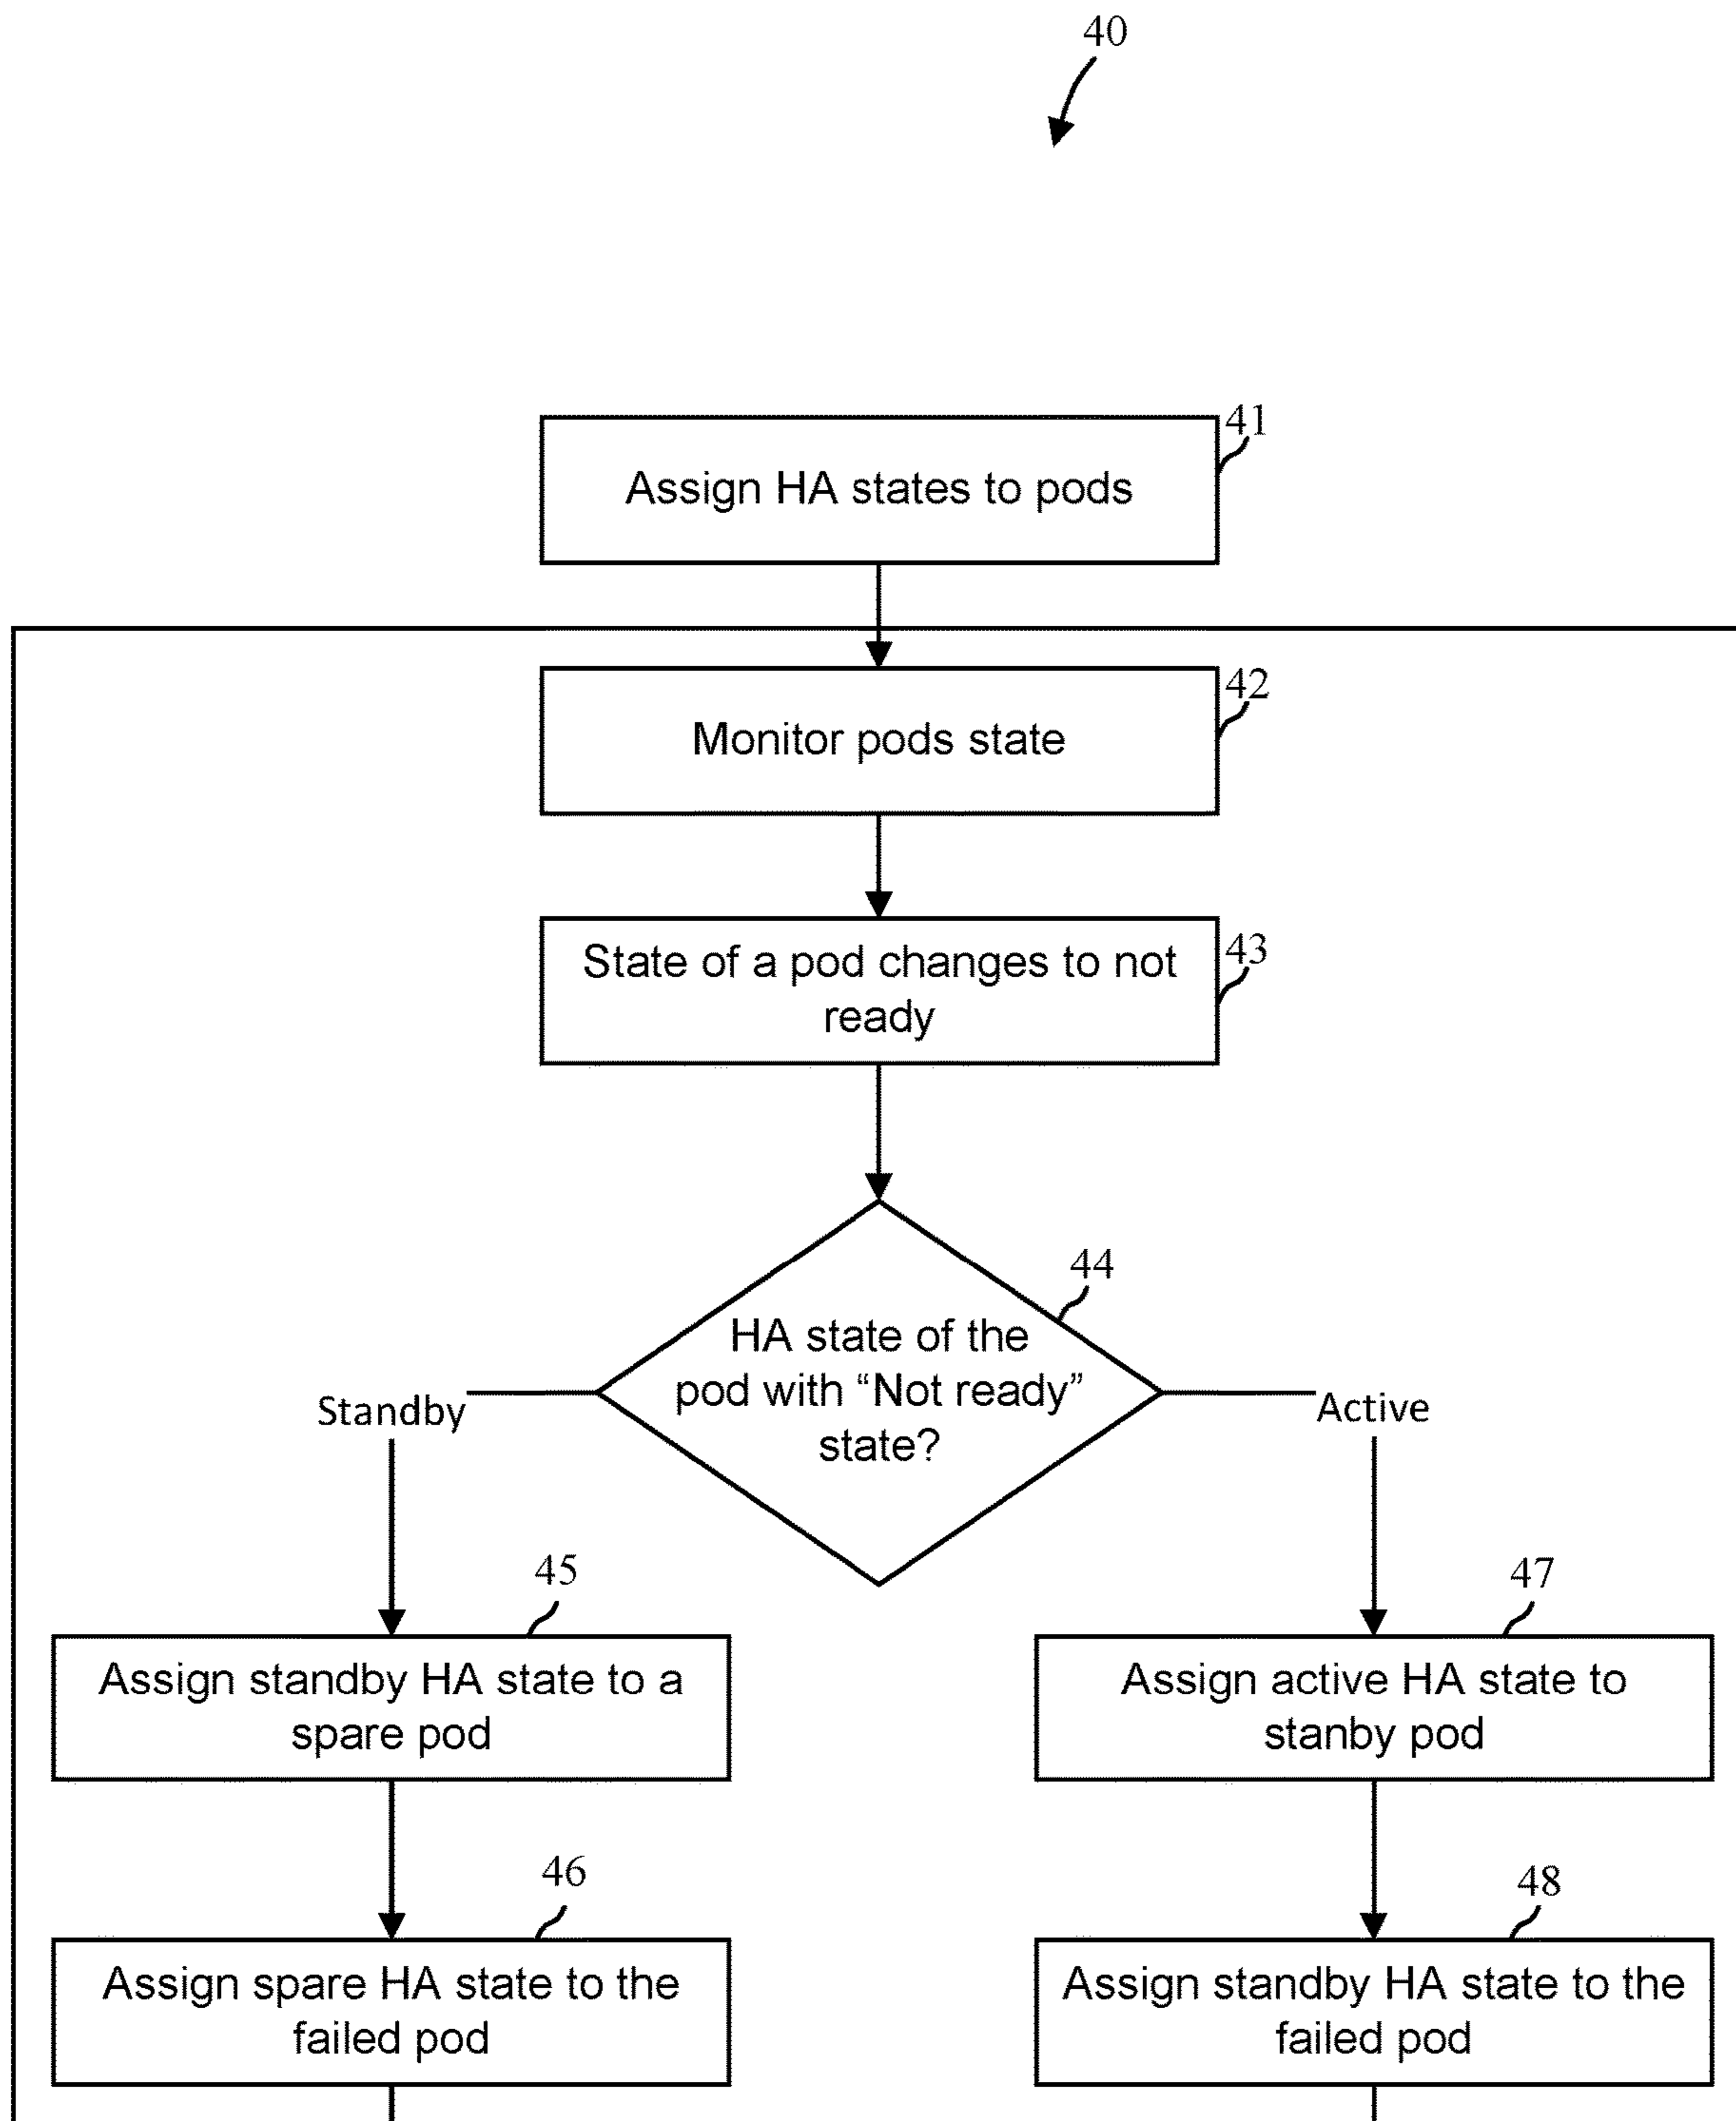 40
41
Assign HA states to pods
42
Monitor pods state
43
State of a pod changes to not
ready
44
HA state of the
pod with “Not ready”
state?
Standby
Active
45
Assign standby HA state to a
spare pod
47
Assign active HA state to
stanby pod
46
Assign spare HA state to the
failed pod
48
Assign standby HA state to the
failed pod